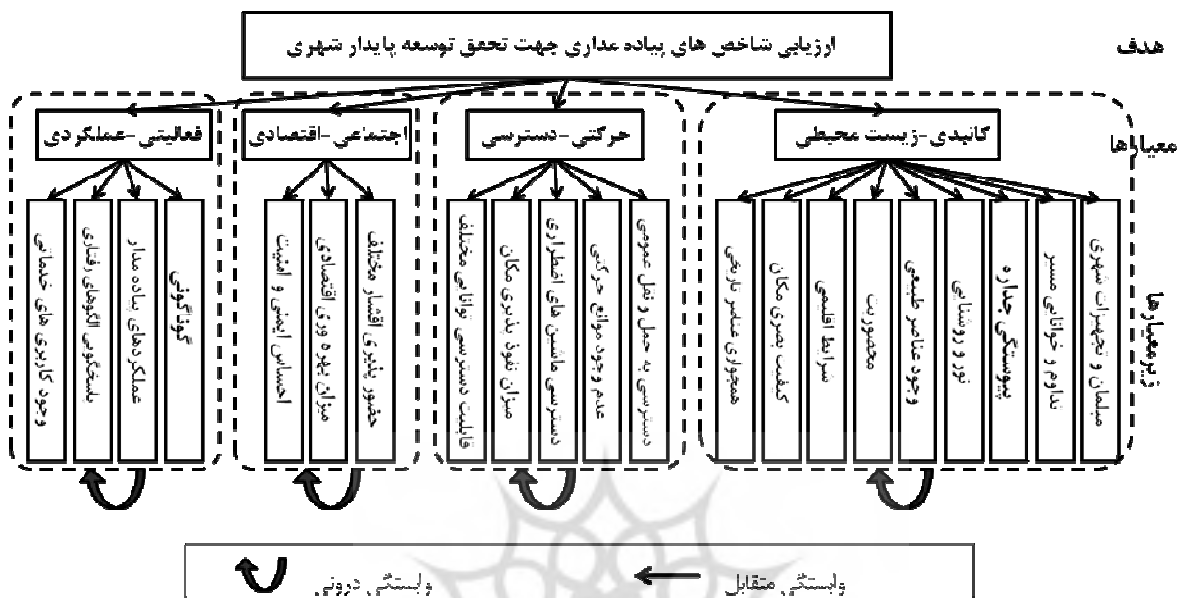 هدف
ارزیابی شاخص های پیاده مداری جهت تحقق توسعه پایدار شهری
معیارها
کالبدی-زیست محیطی
حرکتی-دسترسی
اجتماعی-اقتصادی
فعالیتی-عملکردی
زیرمعیارها
مبلمان و تجهیزات شهری
تداوم و خوانایی مسیر
پیوستگی جداره
نور و روشنایی
وجود عناصر طبیعی
محصوریت
شرایط اقلیمی
کیفیت بصری مکان
همجواری عناصر تاریخی
دسترسی به حمل و نقل عمومی
عدم وجود موانع حرکتی
دسترسی ماشین های اضطراری
میزان نفوذ پذیری مکان
قابلیت دسترسی توانایی مختلف
حضور پذیری اقشار مختلف
میزان بهره وری اقتصادی
احساس ایمنی و امنیت
گوناگونی
عملکردهای پیاده مدار
پاسخگویی الگوهای رفتاری
وجود کاربری های خدماتی
وابستگی متقابل
وابستگی درونی